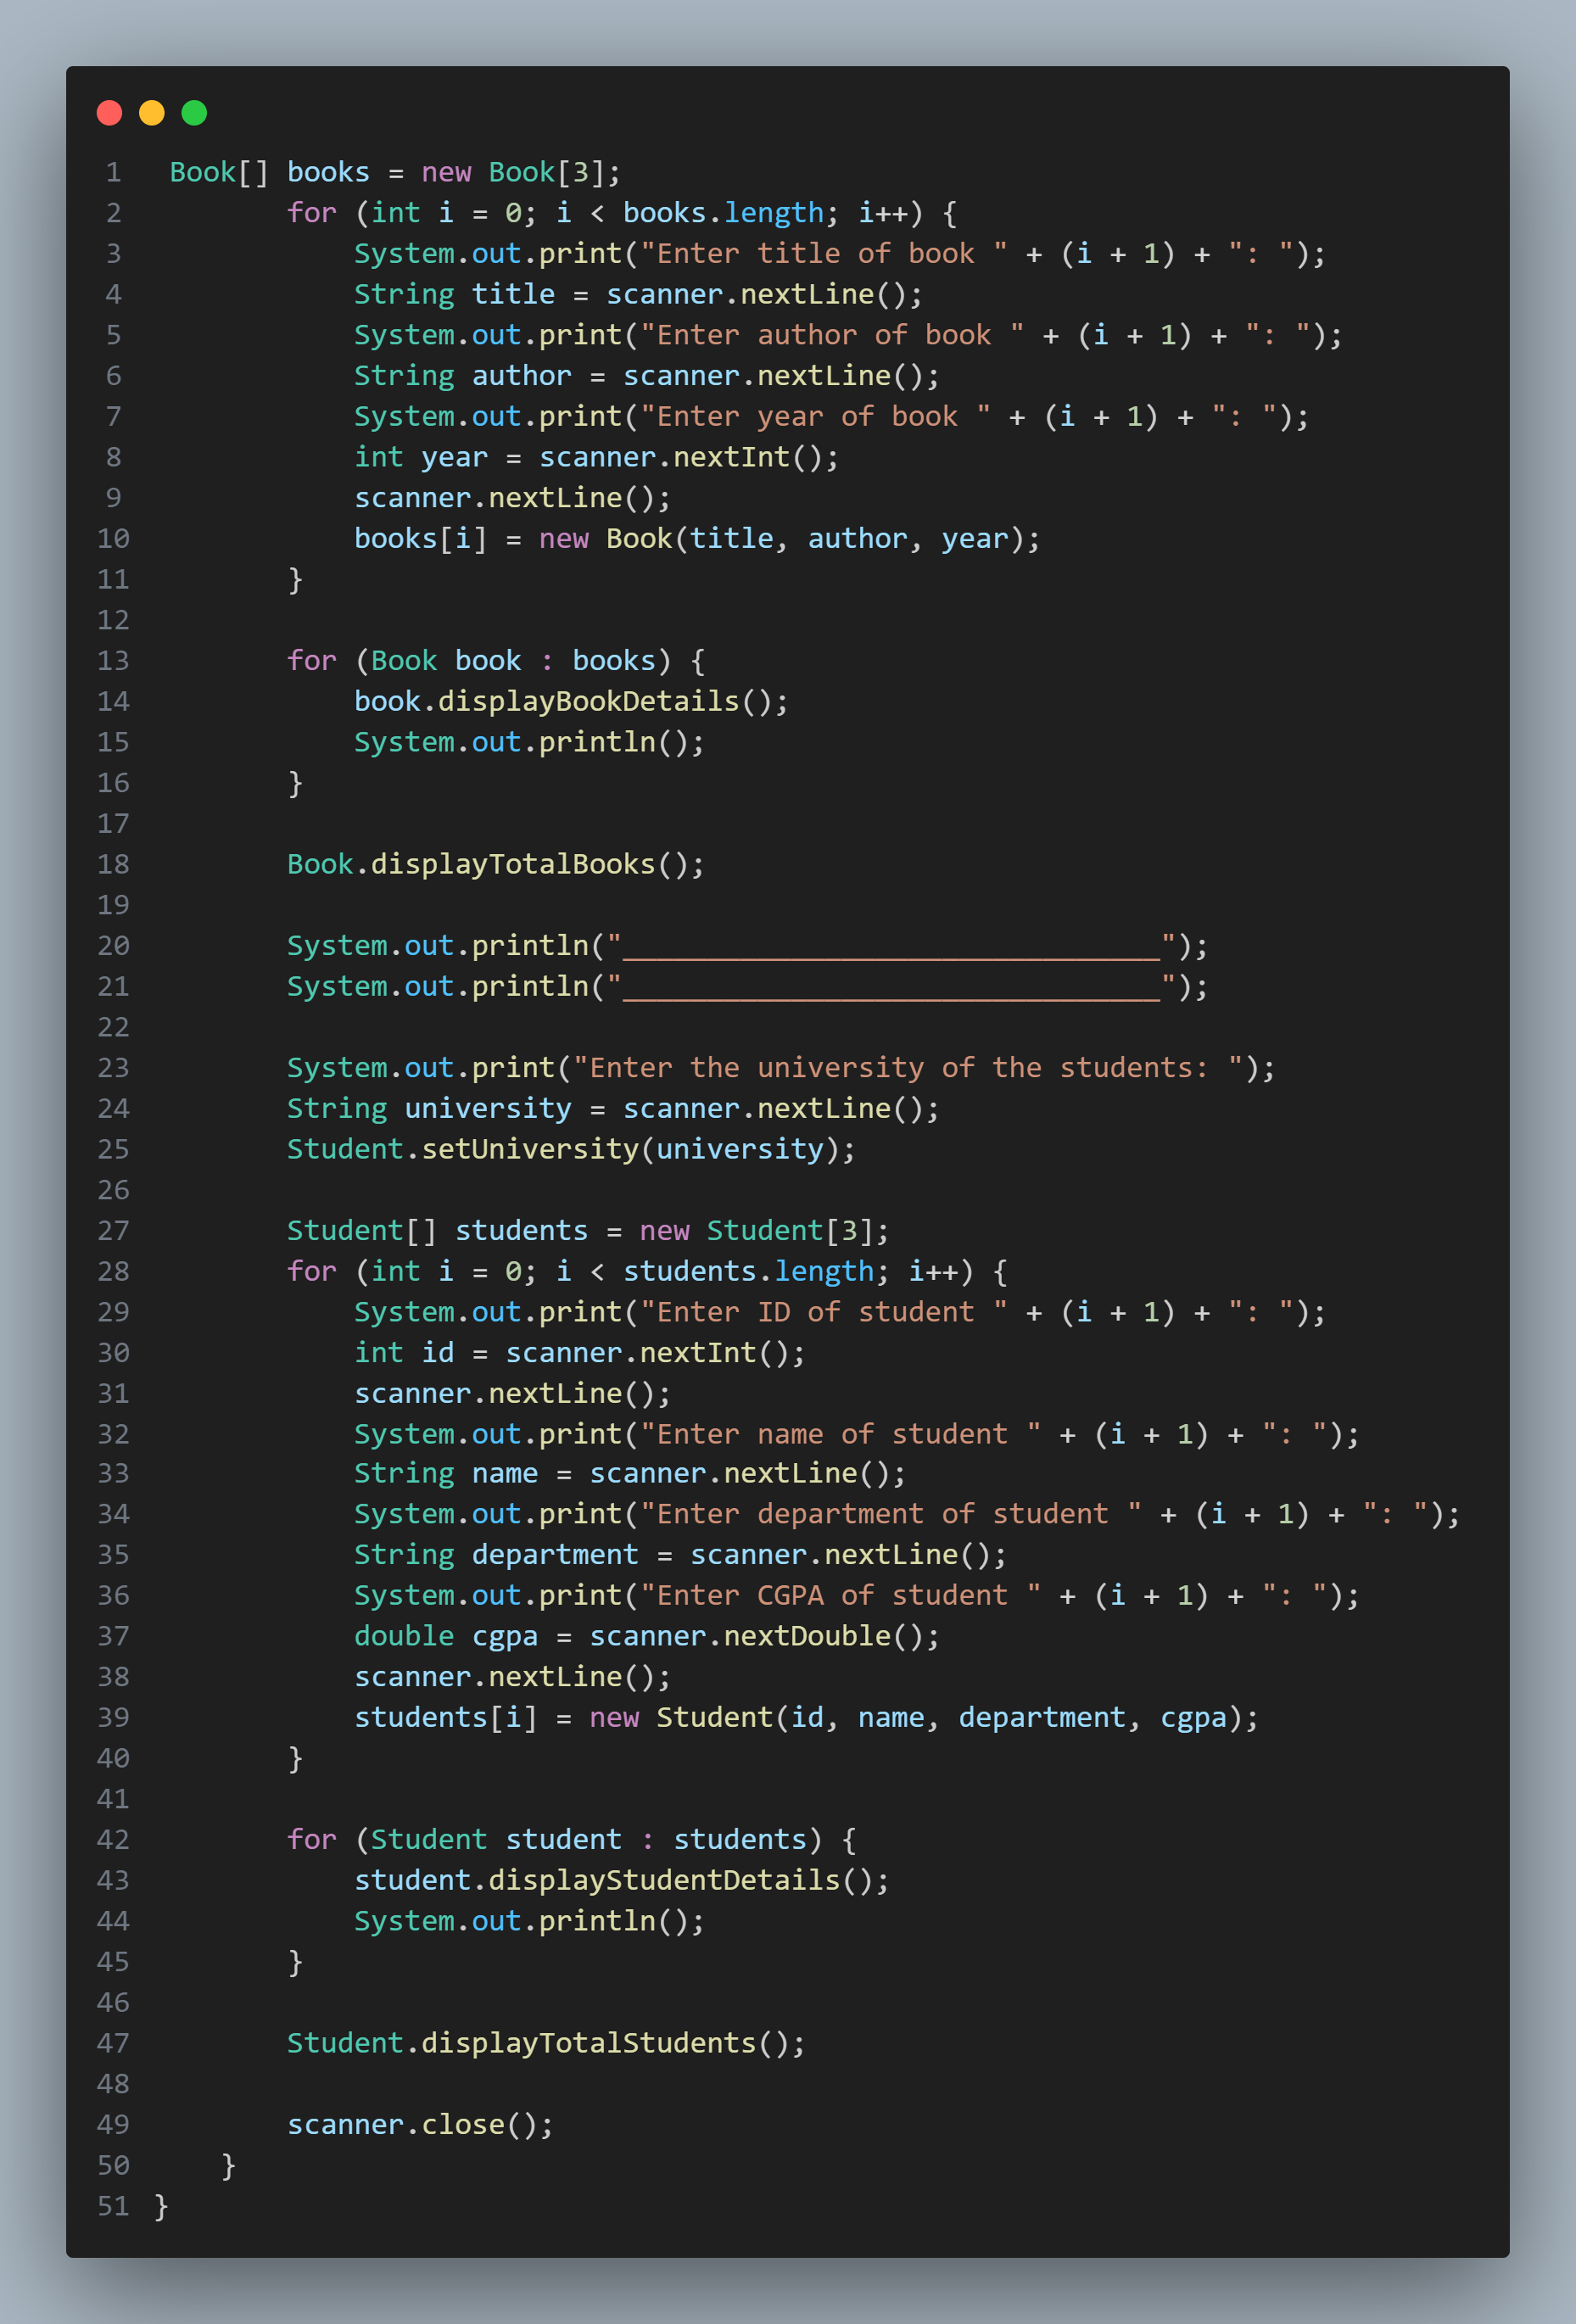 1 Book[] books = new Book[3];
2 for (int i = 0; i < books.length; i++) {
3 System.out.print("Enter title of book " + (i + 1) + ": ");
4 String title = scanner.nextLine();
5 System.out.print("Enter author of book " + (i + 1) + ": ");
6 String author = scanner.nextLine();
7 System.out.print("Enter year of book " + (i + 1) + ": ");
8 int year = scanner.nextInt();
9 scanner.nextLine();
10 books[i] = new Book(title, author, year);
11 }
12
13 for (Book book : books) {
14 book.displayBookDetails();
15 System.out.println();
16 }
17
18 Book.displayTotalBooks();
19
20 System.out.println("________________________________");
21 System.out.println("________________________________");
22
23 System.out.print("Enter the university of the students: ");
24 String university = scanner.nextLine();
25 Student.setUniversity(university);
26
27 Student[] students = new Student[3];
28 for (int i = 0; i < students.length; i++) {
29 System.out.print("Enter ID of student " + (i + 1) + ": ");
30 int id = scanner.nextInt();
31 scanner.nextLine();
32 System.out.print("Enter name of student " + (i + 1) + ": ");
33 String name = scanner.nextLine();
34 System.out.print("Enter department of student " + (i + 1) + ": ");
35 String department = scanner.nextLine();
36 System.out.print("Enter CGPA of student " + (i + 1) + ": ");
37 double cgpa = scanner.nextDouble();
38 scanner.nextLine();
39 students[i] = new Student(id, name, department, cgpa);
40 }
41
42 for (Student student : students) {
43 student.displayStudentDetails();
44 System.out.println();
45 }
46
47 Student.displayTotalStudents();
48
49 scanner.close();
50 }
51 }